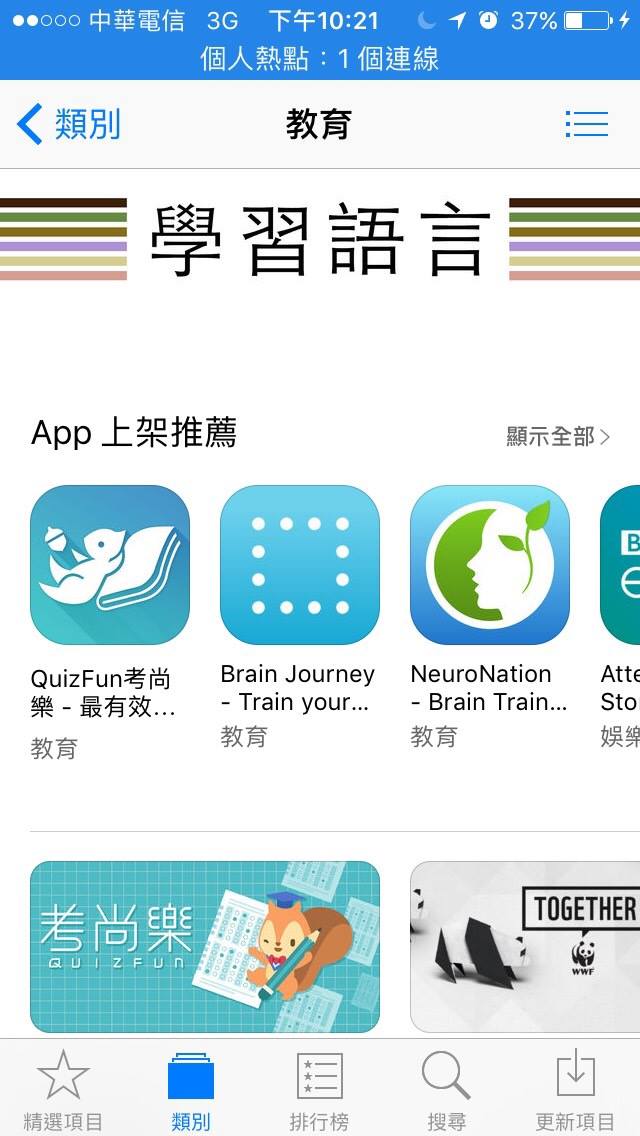 中華電信 3G 下午10:21 37%
個人熱點：1 個連線
類別 教育
學習語言
App 上架推薦 顯示全部
QuizFun考尚樂 - 最有效…
教育
Brain Journey
- Train your...
教育
NeuroNation
- Brain Train...
教育
B
Atte
Sto
娛樂
考尚樂
QUIZFUN
TOGETHER
WWF
精選項目 類別 排行榜 搜尋 更新項目